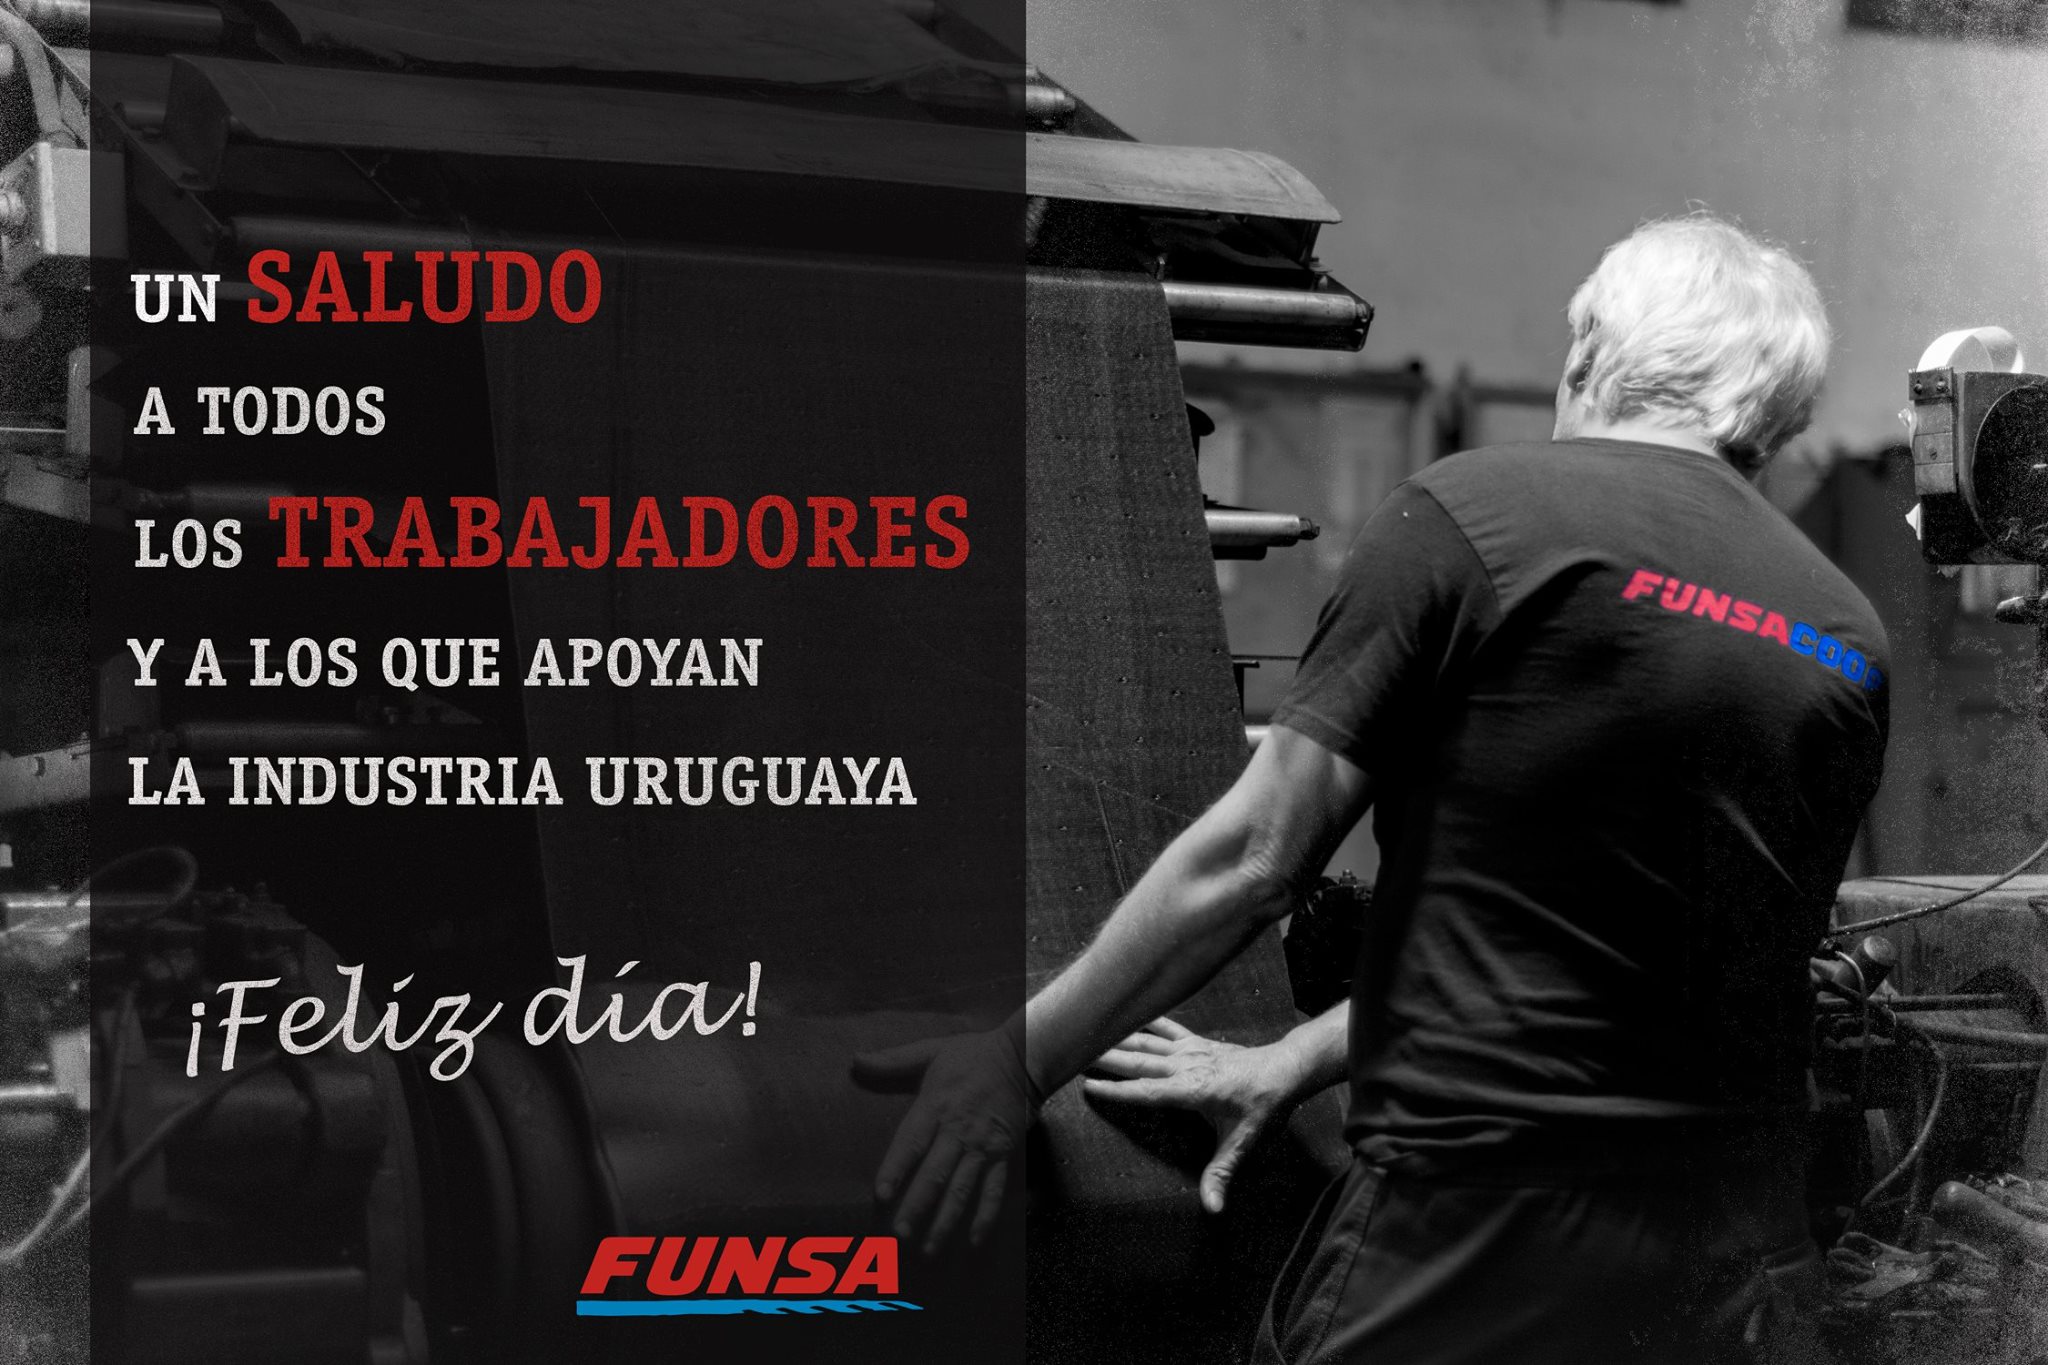 UN SALUDO
A TODOS
LOS TRABAJADORES
Y A LOS QUE APOYAN
LA INDUSTRIA URUGUAYA
¡Feliz día!
FUNSA
FUNSACOOP